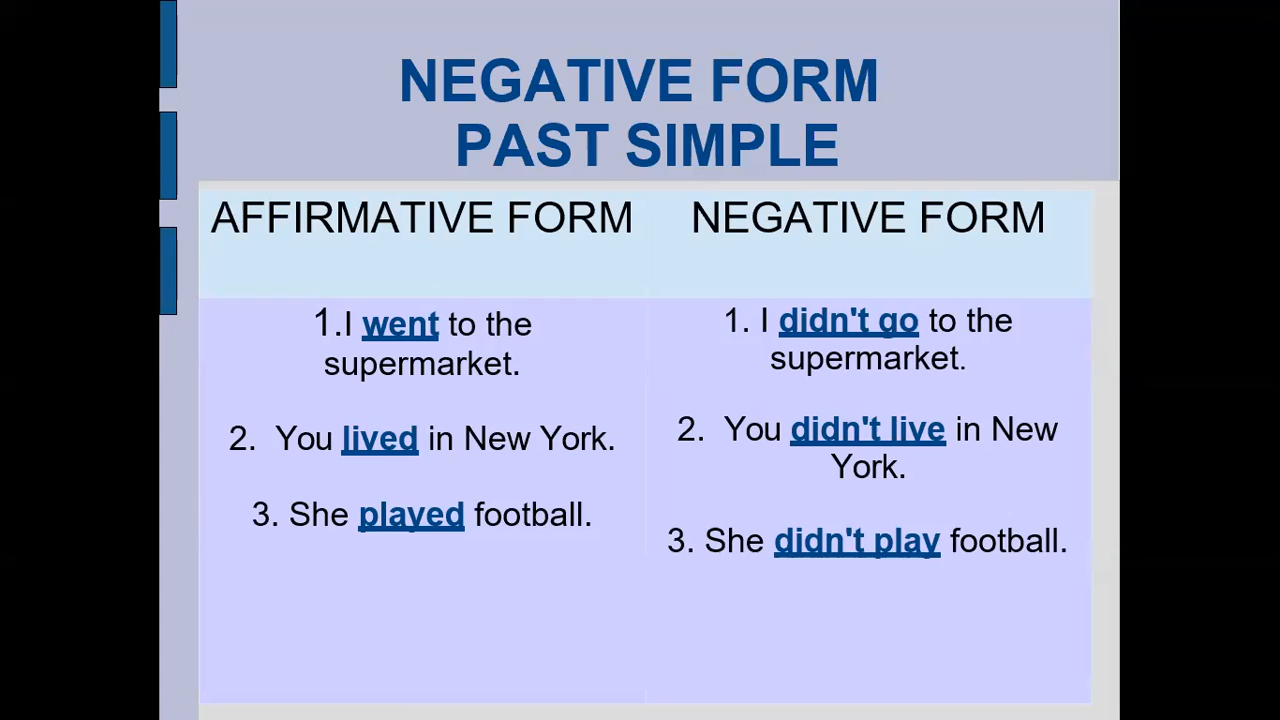 NEGATIVE FORM
PAST SIMPLE
AFFIRMATIVE FORM
1.I went to the
supermarket.
2. You lived in New York.
3. She played football.
NEGATIVE FORM
1. I didn't go to the
supermarket.
2. You didn't live in New
York.
3. She didn't play football.